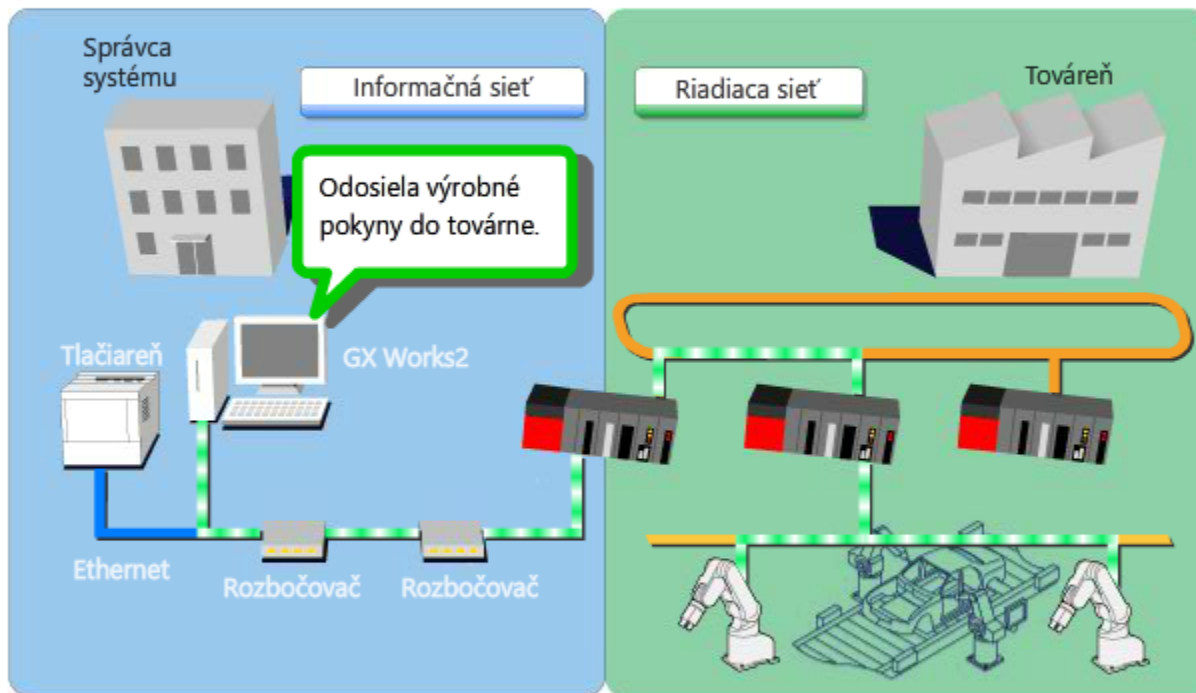 Správca
systému
Informačná sieť
Riadiaca sieť
Továreň
Odosiela výrobné
pokyny do továrne.
Tlačiareň
GX Works2
Ethernet
Rozbočovač
Rozbočovač